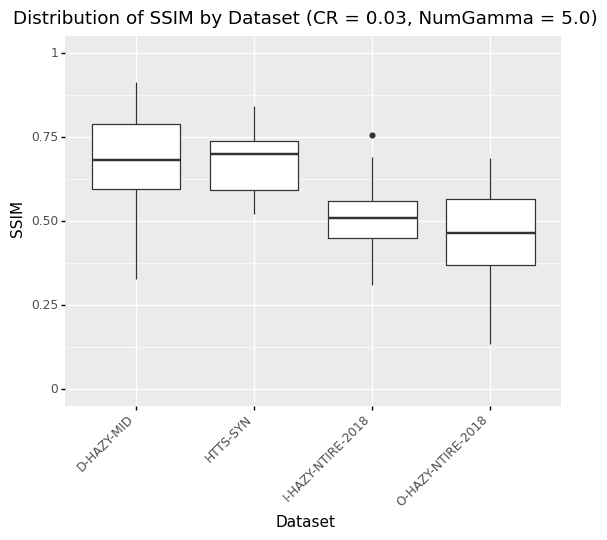 Distribution of SSIM by Dataset (CR = 0.03, NumGamma = 5.0)
1
0.75
0.50
0.25
0
SSIM
D-HAZY-MID
HTTS-SYN
I-HAZY-NTIRE-2018
O-HAZY-NTIRE-2018
Dataset